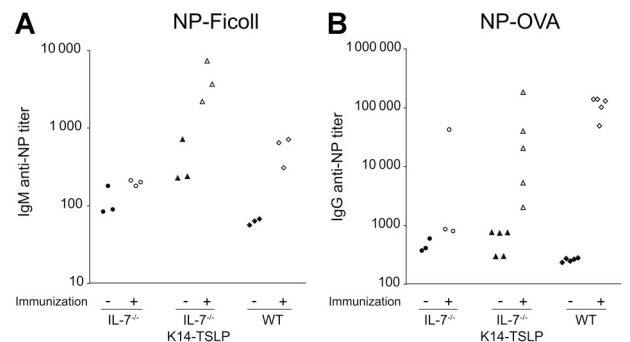 A
NP-Ficoll
IgM anti-NP titer
10 000
1 000
100
10
Immunization - + - + - +
IL-7-/- IL-7-/- WT
K14-TSLP
B
NP-OVA
IgG anti-NP titer
1 000 000
100 000
10 000
1000
100
Immunization - + - + - +
IL-7-/- IL-7-/- WT
K14-TSLP